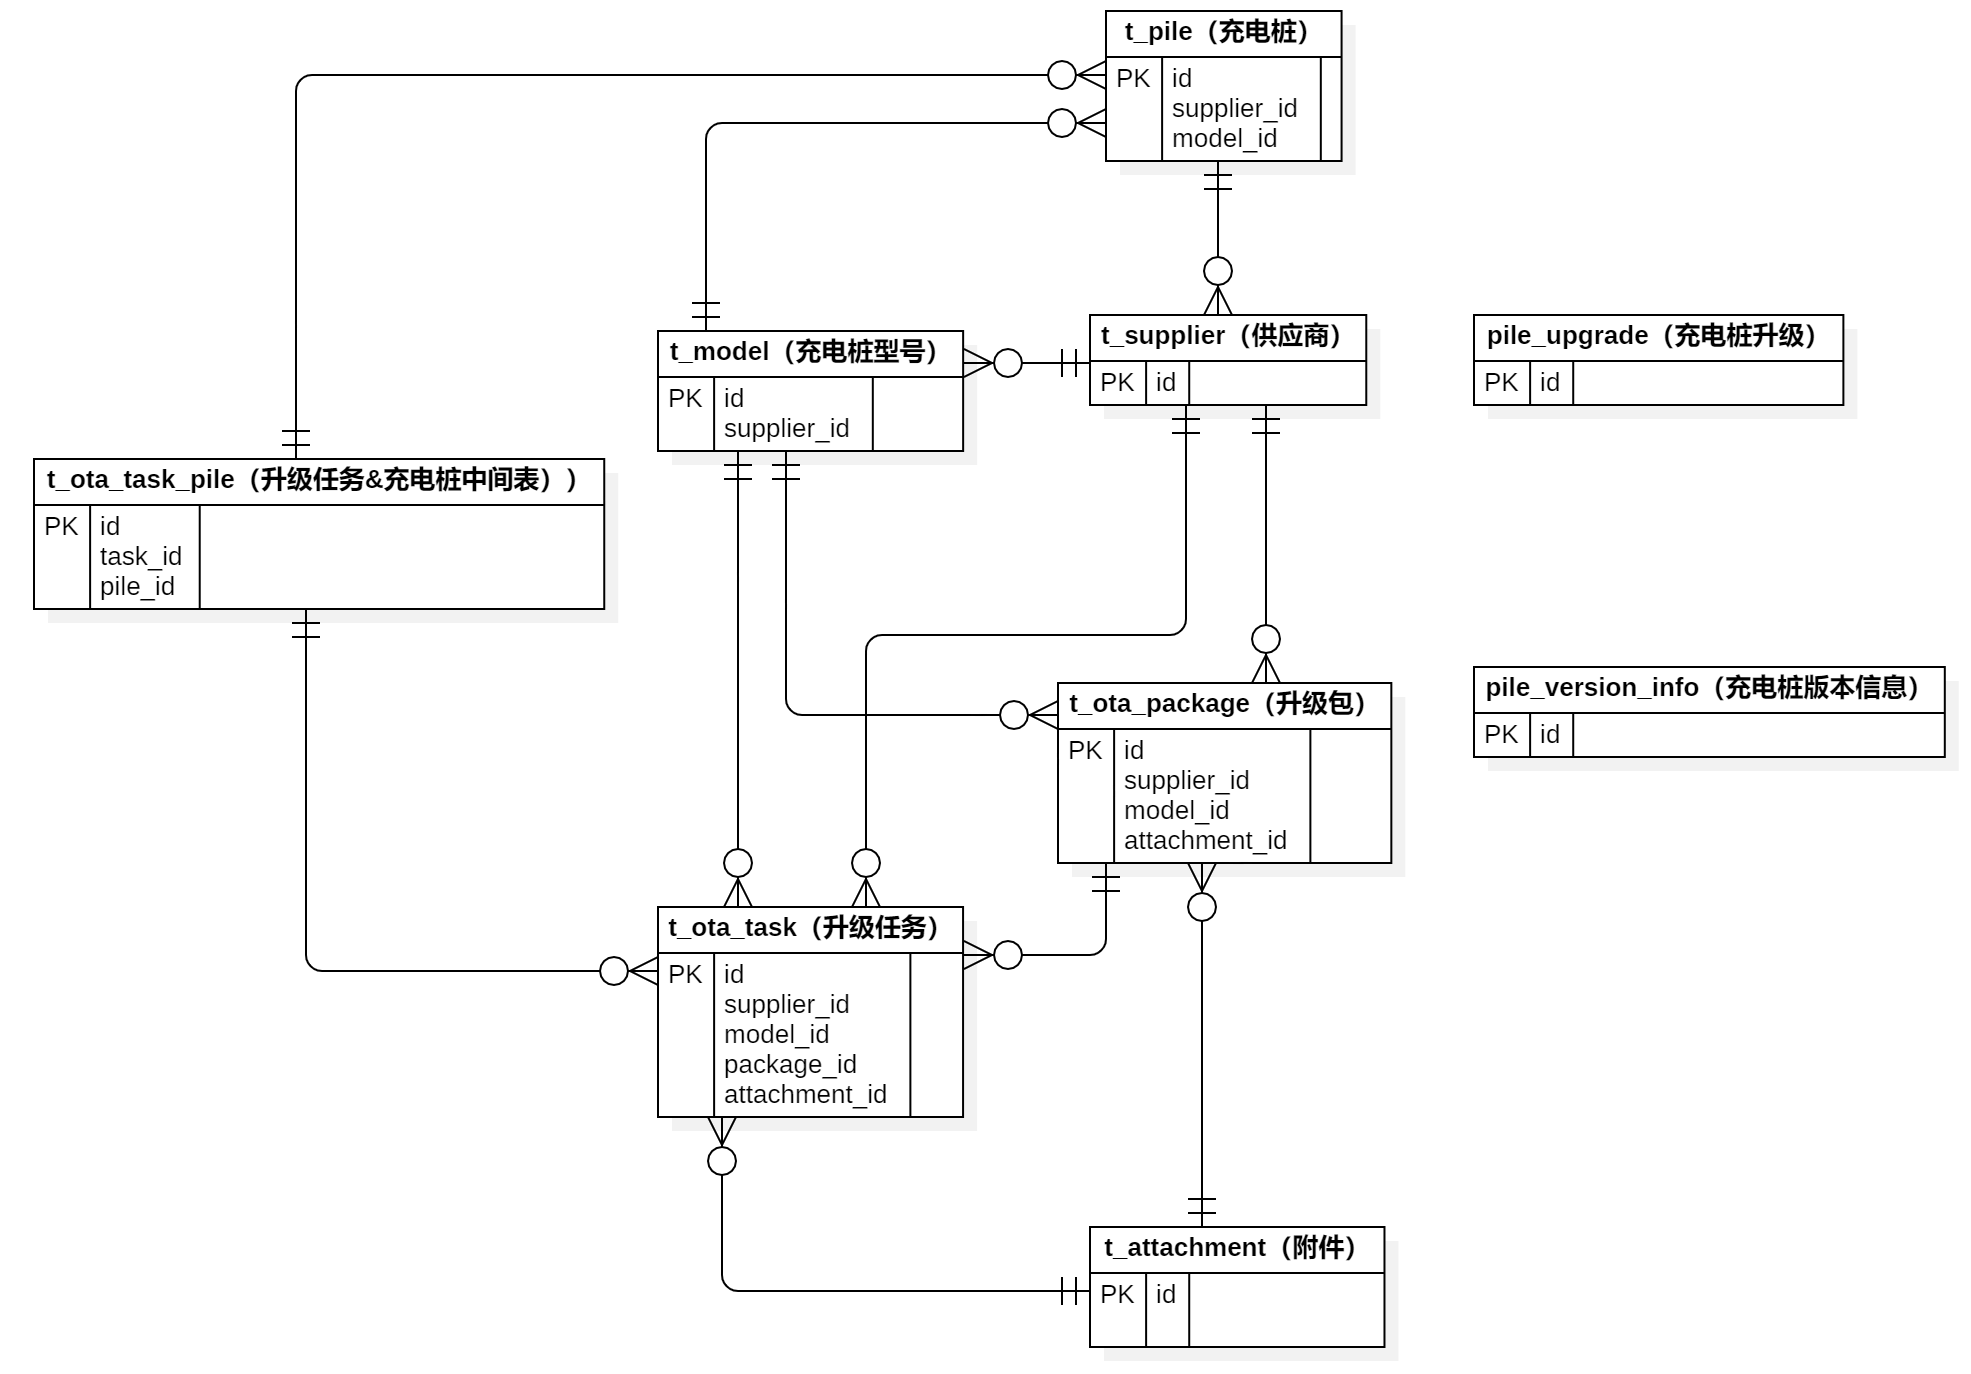 t_pile（充电桩）
PK id
supplier_id
model_id
t_model（充电桩型号）
PK id
supplier_id
t_supplier（供应商）
PK id
pile_upgrade（充电桩升级）
PK id
t_ota_task_pile（升级任务&充电桩中间表））
PK id
task_id
pile_id
t_ota_package（升级包）
PK id
supplier_id
model_id
attachment_id
pile_version_info（充电桩版本信息）
PK id
t_ota_task（升级任务）
PK id
supplier_id
model_id
package_id
attachment_id
t_attachment（附件）
PK id